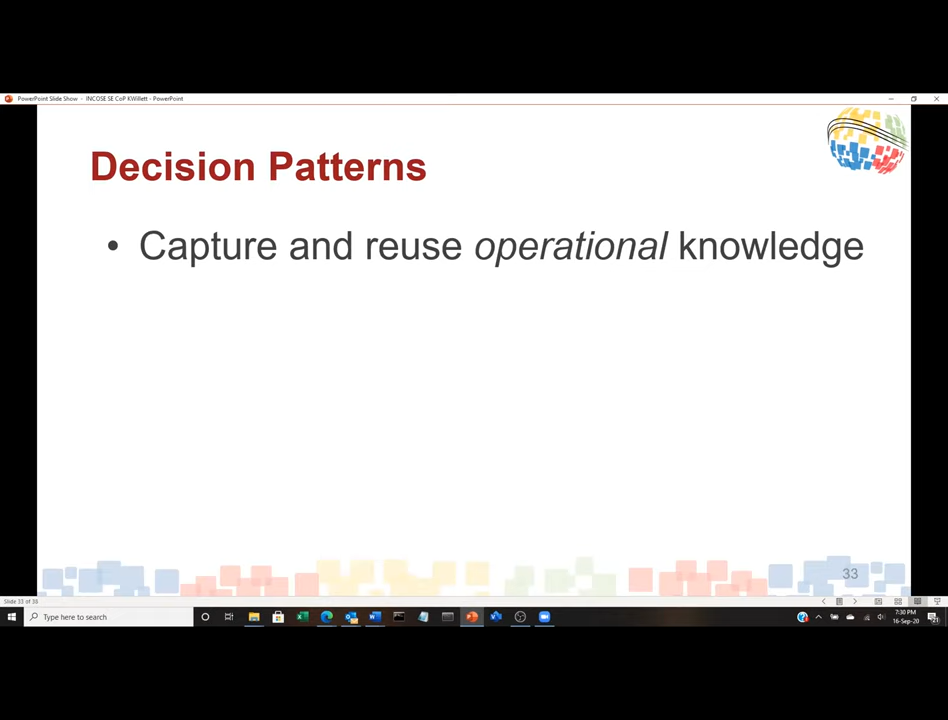 PowerPoint Slide Show - INCOSE SE CoP KWillett - PowerPoint
Decision Patterns
• Capture and reuse operational knowledge
33
Slide 33 of 38
Type here to search
7:30 PM
16-Sep-20